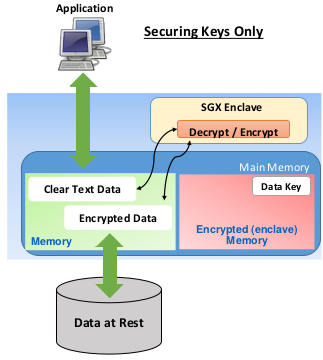 Application
Securing Keys Only
SGX Enclave
Decrypt / Encrypt
Main Memory
Clear Text Data
Data Key
Encrypted Data
Encrypted (enclave)
Memory
Memory
Data at Rest